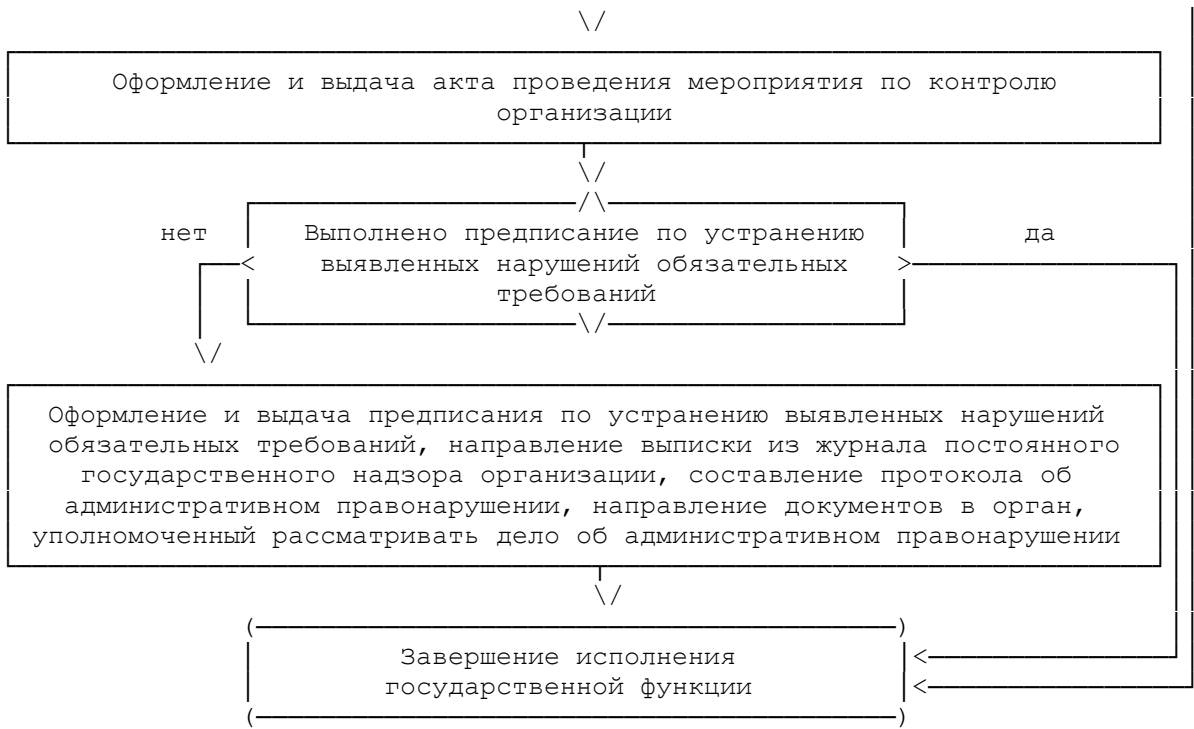 Оформление и выдача акта проведения мероприятия по контролю
организации
нет
Выполнено предписание по устранению
да
выявленных нарушений обязательных
требований
Оформление и выдача предписания по устранению выявленных нарушений
обязательных требований, направление выписки из журнала постоянного
государственного надзора организации, составление протокола об
административном правонарушении, направление документов в орган,
уполномоченный рассматривать дело об административном правонарушении
Завершение исполнения
государственной функции